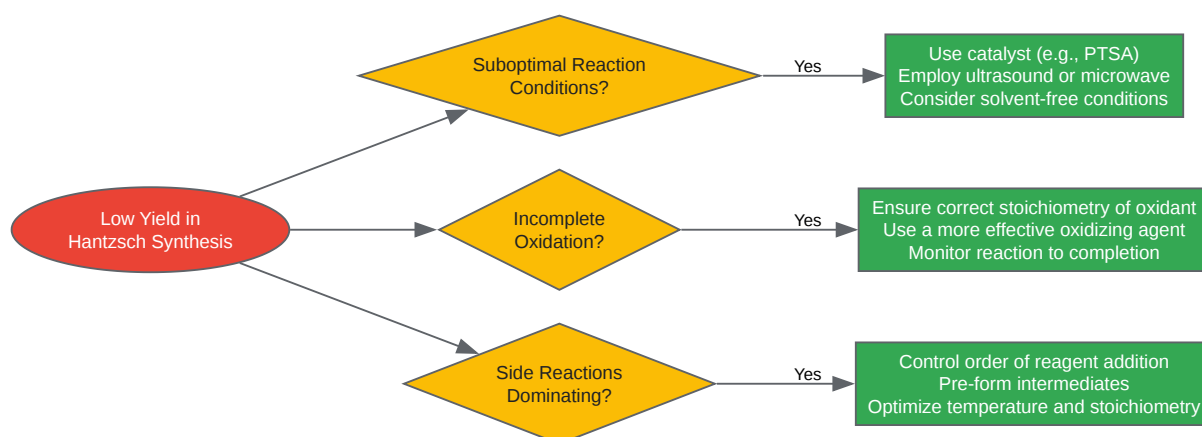 Low Yield in
Hantzsch Synthesis
Suboptimal Reaction
Conditions?
Yes
Use catalyst (e.g., PTSA)
Employ ultrasound or microwave
Consider solvent-free conditions
Incomplete
Oxidation?
Yes
Ensure correct stoichiometry of oxidant
Use a more effective oxidizing agent
Monitor reaction to completion
Side Reactions
Dominating?
Yes
Control order of reagent addition
Pre-form intermediates
Optimize temperature and stoichiometry